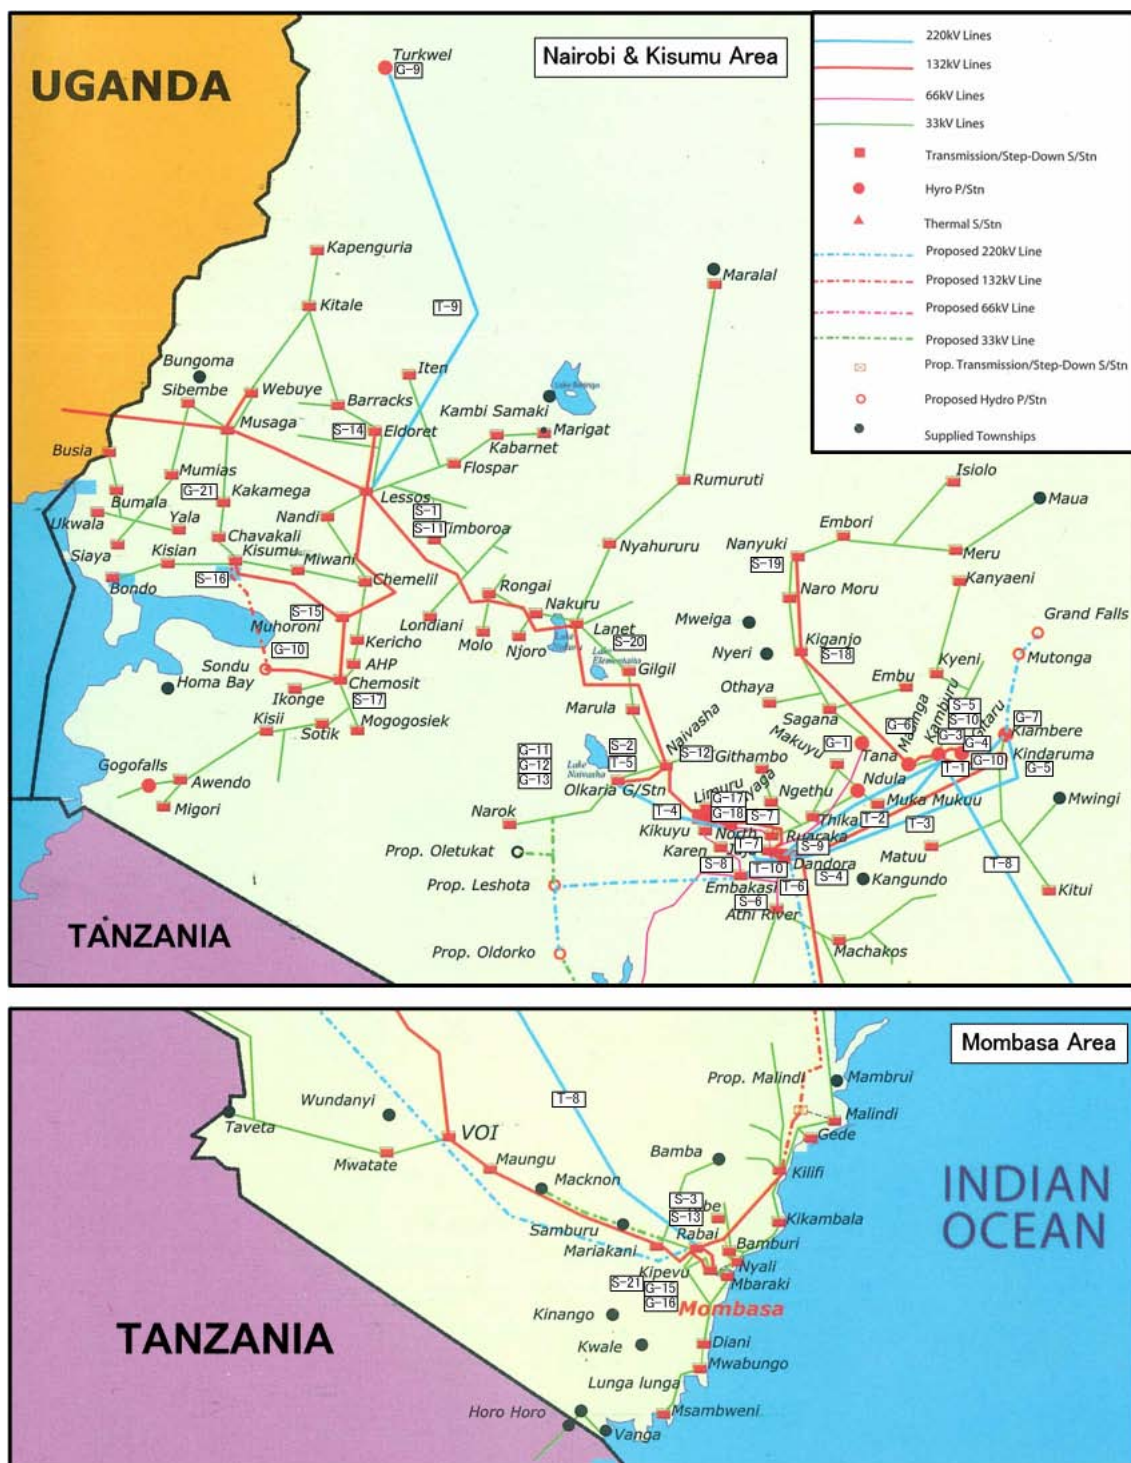 Turkwel
G-9
Nairobi & Kisumu Area
UGANDA
220kV Lines
132kV Lines
66kV Lines
33kV Lines
Transmission/Step-Down S/Stn
Hyro P/Stn
Thermal S/Stn
Proposed 220kV Line
Proposed 132kV Line
Proposed 66kV Line
Proposed 33kV Line
Prop. Transmission/Step-Down S/Stn
Proposed Hydro P/Stn
Supplied Townships
Kapenguria
Maralal
Kitale
T-9
Bungoma
Iten
Sibembe
Webuye
Kambi Samaki
Barracks
Musaga
S-14
Eldoret
Marigat
Kabarnet
Busia
Flospar
Mumias
Isiolo
Rumuruti
G-21
Kakamega
Lessos
Bumala
Maua
Ukwala
Yala
Nandi
S-1
S-11
Timboroa
Embori
Siaya
Chavakali
Nyahururu
Nanyuki
Meru
Kisian
Kisumu
Miwani
S-19
S-16
Chemelil
Rongai
Kanyaeni
Bondo
Naro Moru
S-15
Nakuru
Grand Falls
Muhoroni
Londiani
Molo
Njoro
Lanet
Mweiga
Kiganjo
G-10
Kericho
S-20
S-18
Mutonga
Sondu
AHP
Gilgil
Nyeri
Kyeni
Homa Bay
Ikonge
Chemosit
Othaya
Embu
S-17
Marula
Sagana
Masinga
Kamburu
S-5
S-10
Gitaru
Kisii
Sotik
Mogogosiek
Naivasha
Makuyu
G-6
G-3
G-7
Kiambere
G-11
G-12
G-13
S-2
T-5
S-12
Githambo
G-1
Tana
G-4
Gogofalls
Lake
Naivasha
Olkaria G/Stn
T-1
G-10
Kindaruma
G-5
Awendo
Ndula
Migori
Limuru
G-17
G-18
Ngethu
Muka Mukuu
Mwingi
Narok
T-4
S-7
Thika
T-2
T-3
Kikuyu
North
Ruaraka
Prop. Oletukat
Karen
T-7
S-9
Matuu
S-8
T-10
Dandora
T-8
Prop. Leshota
Embakasi
T-6
S-4
Kangundo
Kitui
S-6
Athi River
TANZANIA
Prop. Oldorko
Machakos
Mombasa Area
Prop. Malindi
Mambrui
Wundanyi
T-8
Taveta
VOI
Malindi
Gede
Mwatate
Maungu
Bamba
Macknon
Kilifi
INDIAN
OCEAN
S-3
S-13
Samburu
Kikambala
Mariakani
Rabai
Bamburi
Nyali
Kipevu
Mbaraki
S-21
G-15
G-16
Mombasa
Kinango
TANZANIA
Kwale
Diani
Mwabungo
Lunga lunga
Horo Horo
Msambweni
Vanga